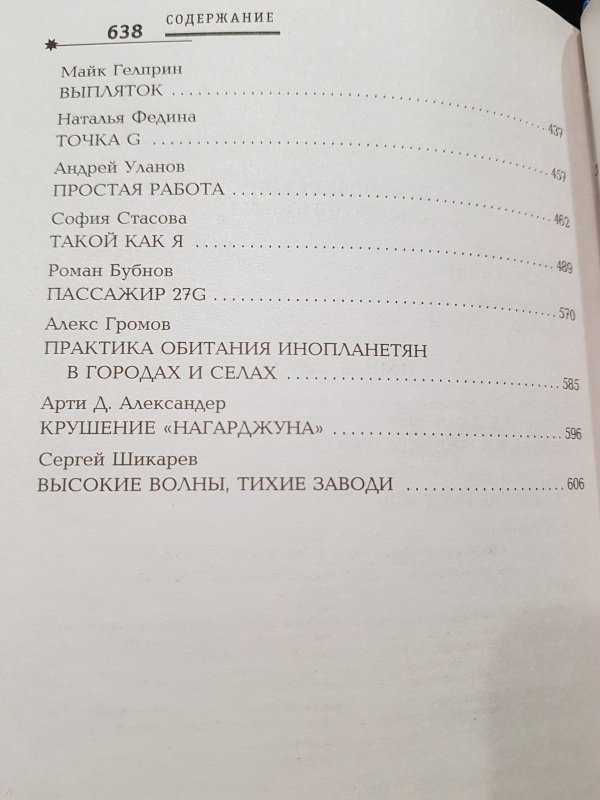 638 СОДЕРЖАНИЕ
Майк Гелприн
ВЫПЛЯТОК ........ 437
Наталья Федина
ТОЧКА G ........ 457
Андрей Уланов
ПРОСТАЯ РАБОТА ........ 462
София Стасова
ТАКОЙ КАК Я ........ 489
Роман Бубнов
ПАССАЖИР 27G ........ 570
Алекс Громов
ПРАКТИКА ОБИТАНИЯ ИНОПЛАНЕТЯН
В ГОРОДАХ И СЕЛАХ ........ 585
Арти Д. Александер
КРУШЕНИЕ «НАГАРДЖУНА» ........ 596
Сергей Шикарев
ВЫСОКИЕ ВОЛНЫ, ТИХИЕ ЗАВОДИ ........ 606